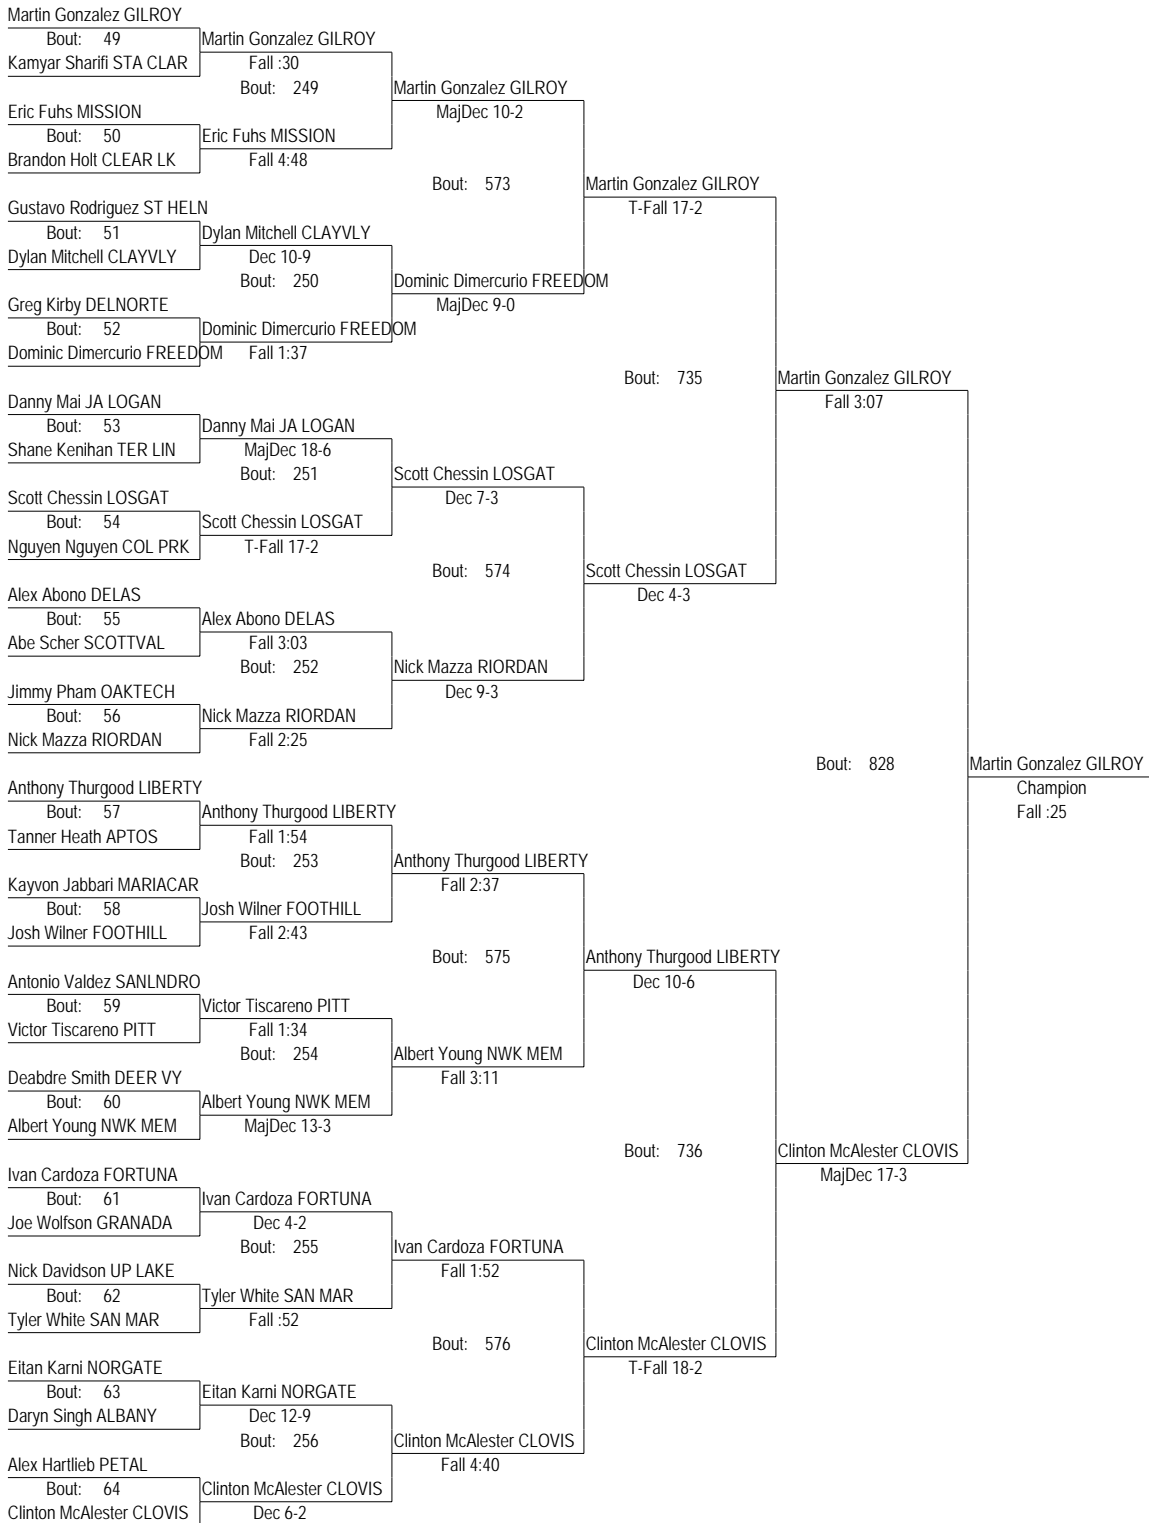 Martin Gonzalez GILROY
Bout: 49
Martin Gonzalez GILROY
Kamyar Sharifi STA CLAR
Fall :30
Bout: 249
Martin Gonzalez GILROY
Eric Fuhs MISSION
MajDec 10-2
Bout: 50
Eric Fuhs MISSION
Brandon Holt CLEAR LK
Fall 4:48
Bout: 573
Martin Gonzalez GILROY
Gustavo Rodriguez ST HELN
T-Fall 17-2
Bout: 51
Dylan Mitchell CLAYVLY
Dylan Mitchell CLAYVLY
Dec 10-9
Bout: 250
Dominic Dimercurio FREEDOM
Greg Kirby DELNORTE
MajDec 9-0
Bout: 52
Dominic Dimercurio FREEDOM
Dominic Dimercurio FREEDOM
Fall 1:37
Bout: 735
Martin Gonzalez GILROY
Danny Mai JA LOGAN
Fall 3:07
Bout: 53
Danny Mai JA LOGAN
Shane Kenihan TER LIN
MajDec 18-6
Bout: 251
Scott Chessin LOSGAT
Scott Chessin LOSGAT
Dec 7-3
Bout: 54
Scott Chessin LOSGAT
Nguyen Nguyen COL PRK
T-Fall 17-2
Bout: 574
Scott Chessin LOSGAT
Alex Abono DELAS
Dec 4-3
Bout: 55
Alex Abono DELAS
Abe Scher SCOTTVAL
Fall 3:03
Bout: 252
Nick Mazza RIORDAN
Jimmy Pham OAKTECH
Dec 9-3
Bout: 56
Nick Mazza RIORDAN
Nick Mazza RIORDAN
Fall 2:25
Bout: 828
Martin Gonzalez GILROY
Anthony Thurgood LIBERTY
Champion
Bout: 57
Anthony Thurgood LIBERTY
Fall :25
Tanner Heath APTOS
Fall 1:54
Bout: 253
Anthony Thurgood LIBERTY
Kayvon Jabbari MARIACAR
Fall 2:37
Bout: 58
Josh Wilner FOOTHILL
Josh Wilner FOOTHILL
Fall 2:43
Bout: 575
Anthony Thurgood LIBERTY
Antonio Valdez SANLNDRO
Dec 10-6
Bout: 59
Victor Tiscareno PITT
Victor Tiscareno PITT
Fall 1:34
Bout: 254
Albert Young NWK MEM
Deabdre Smith DEER VY
Fall 3:11
Bout: 60
Albert Young NWK MEM
Albert Young NWK MEM
MajDec 13-3
Bout: 736
Clinton McAlester CLOVIS
Ivan Cardoza FORTUNA
MajDec 17-3
Bout: 61
Ivan Cardoza FORTUNA
Joe Wolfson GRANADA
Dec 4-2
Bout: 255
Ivan Cardoza FORTUNA
Nick Davidson UP LAKE
Fall 1:52
Bout: 62
Tyler White SAN MAR
Tyler White SAN MAR
Fall :52
Bout: 576
Clinton McAlester CLOVIS
Eitan Karni NORGATE
T-Fall 18-2
Bout: 63
Eitan Karni NORGATE
Daryn Singh ALBANY
Dec 12-9
Bout: 256
Clinton McAlester CLOVIS
Alex Hartlieb PETAL
Fall 4:40
Bout: 64
Clinton McAlester CLOVIS
Clinton McAlester CLOVIS
Dec 6-2